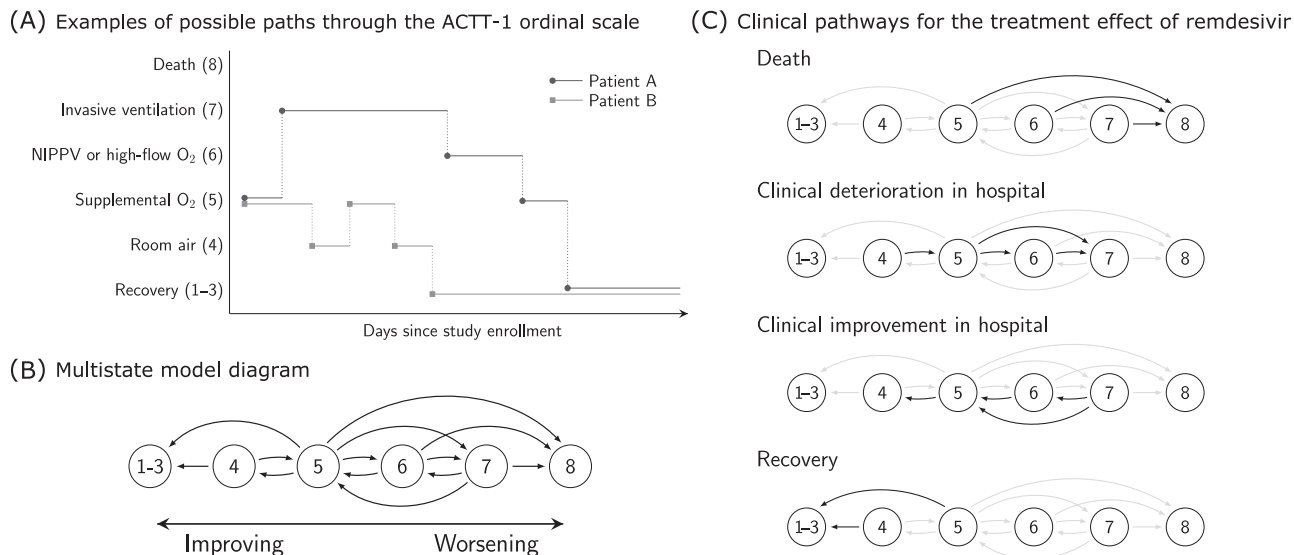 (A) Examples of possible paths through the ACTT-1 ordinal scale
Death (8)
Invasive ventilation (7)
NIPPV or high-flow O₂ (6)
Supplemental O₂ (5)
Room air (4)
Recovery (1–3)
Patient A
Patient B
Days since study enrollment
(B) Multistate model diagram
1-3 4 5 6 7 8
Improving Worsening
(C) Clinical pathways for the treatment effect of remdesivir
Death
1–3 4 5 6 7 8
Clinical deterioration in hospital
1–3 4 5 6 7 8
Clinical improvement in hospital
1–3 4 5 6 7 8
Recovery
1–3 4 5 6 7 8